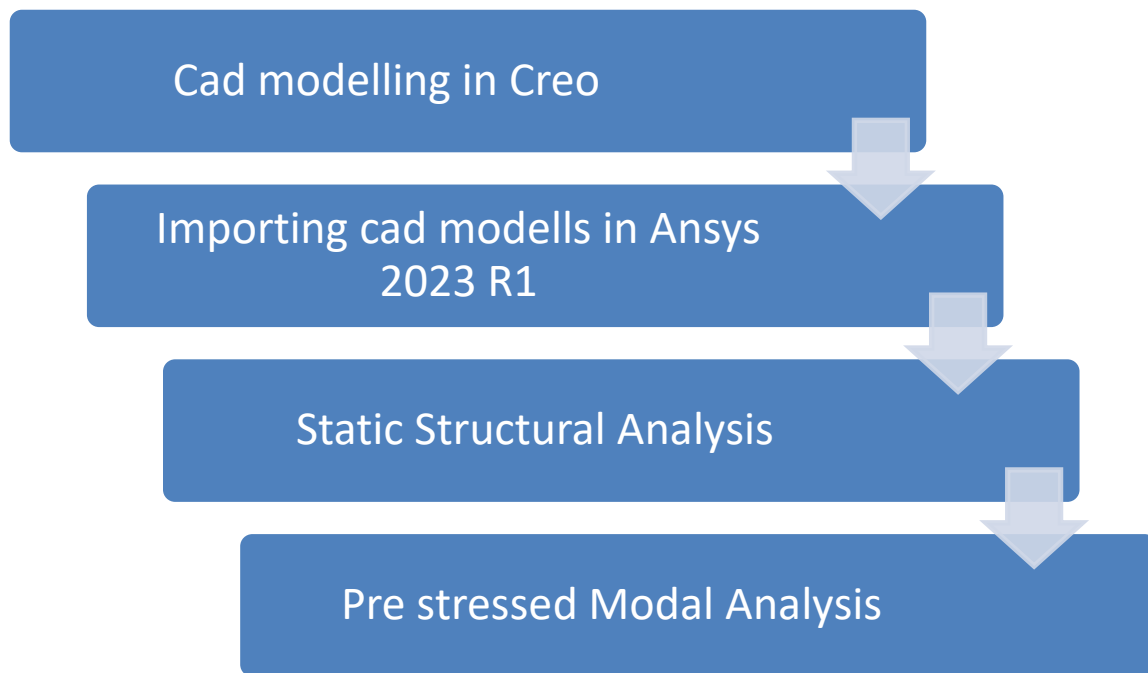 Cad modelling in Creo
Importing cad modells in Ansys
2023 R1
Static Structural Analysis
Pre stressed Modal Analysis